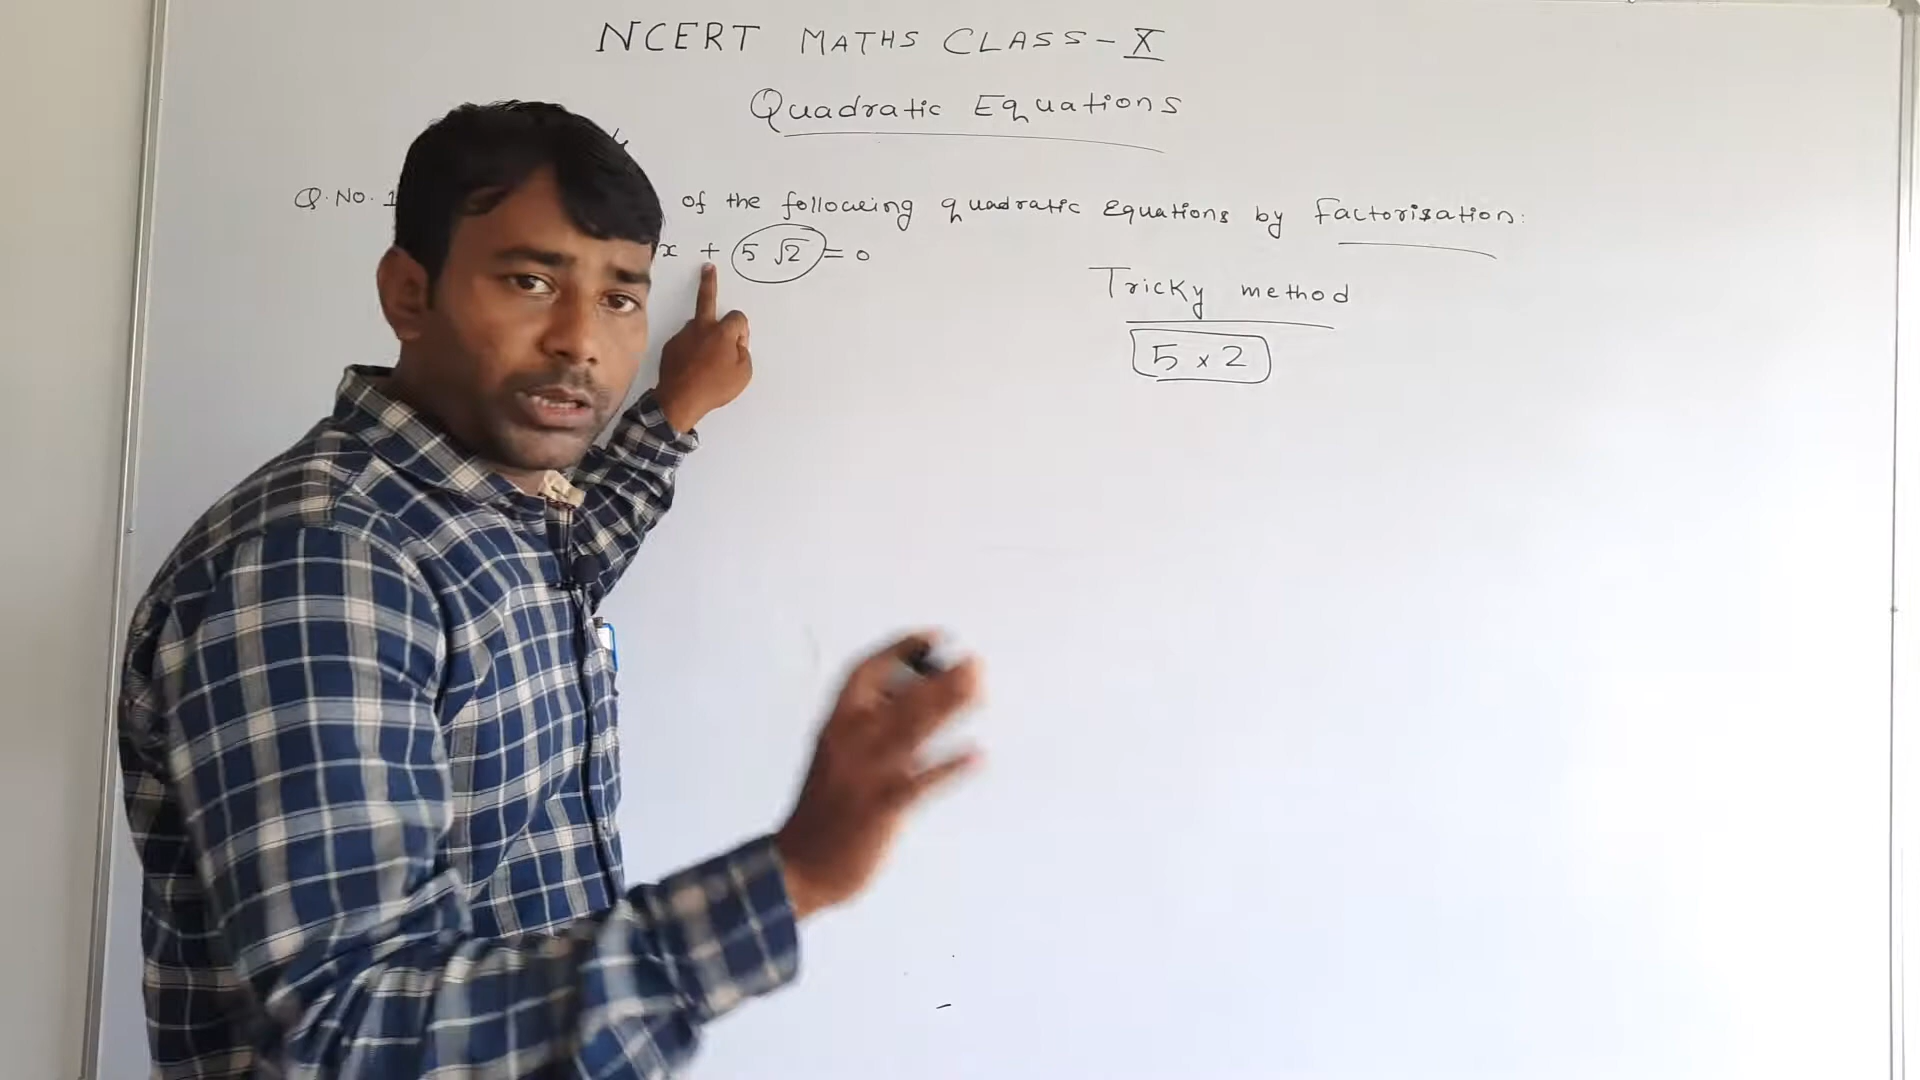 NCERT MATHS CLASS - X
Quadratic Equations
Q. No. 1 of the following quadratic Equations by Factorisation:
x + 5 √2 = 0
Tricky method
5 × 2